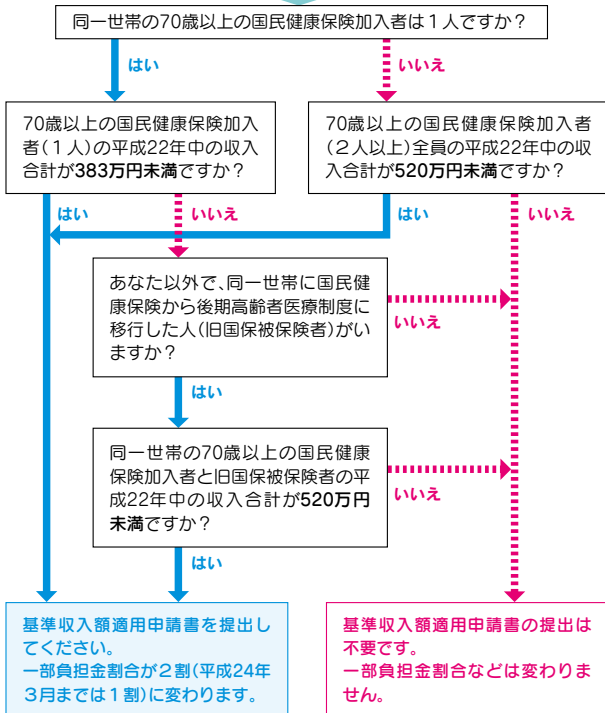 同一世帯の70歳以上の国民健康保険加入者は１人ですか？
はい
いいえ
70歳以上の国民健康保険加入
者（１人）の平成22年中の収入
合計が383万円未満ですか？
70歳以上の国民健康保険加入者
（２人以上）全員の平成22年中の収
入合計が520万円未満ですか？
はい
いいえ
はい
いいえ
あなた以外で、同一世帯に国民健
康保険から後期高齢者医療制度に
移行した人（旧国保被保険者）がい
ますか？
いいえ
はい
同一世帯の70歳以上の国民健康
保険加入者と旧国保被保険者の平
成22年中の収入合計が520万円
未満ですか？
いいえ
はい
基準収入額適用申請書を提出し
てください。
一部負担金割合が２割（平成24年
３月までは１割）に変わります。
基準収入額適用申請書の提出は
不要です。
一部負担金割合などは変わりま
せん。